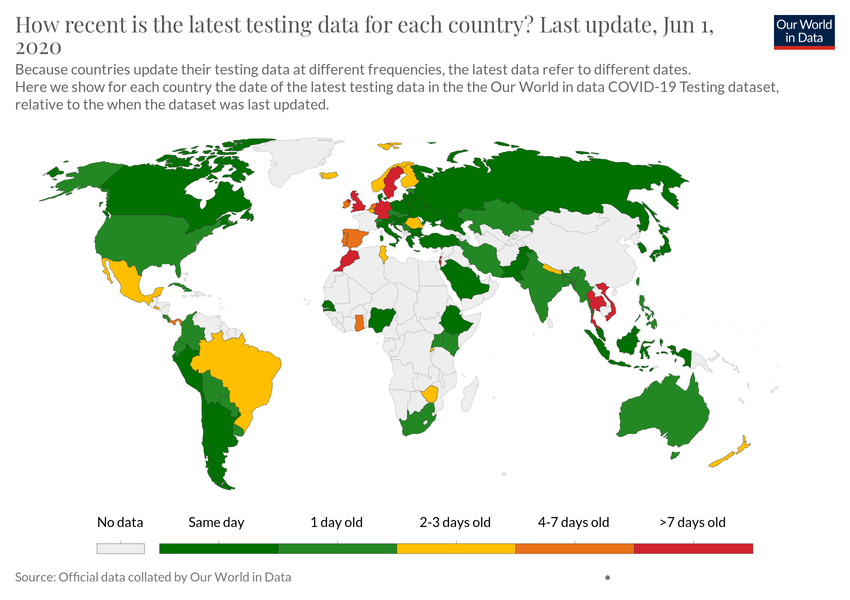 How recent is the latest testing data for each country? Last update, Jun 1,
2020
Our World
in Data
Because countries update their testing data at different frequencies, the latest data refer to different dates.
Here we show for each country the date of the latest testing data in the the Our World in data COVID-19 Testing dataset,
relative to the when the dataset was last updated.
No data
Same day
1 day old
2-3 days old
4-7 days old
>7 days old
Source: Official data collated by Our World in Data